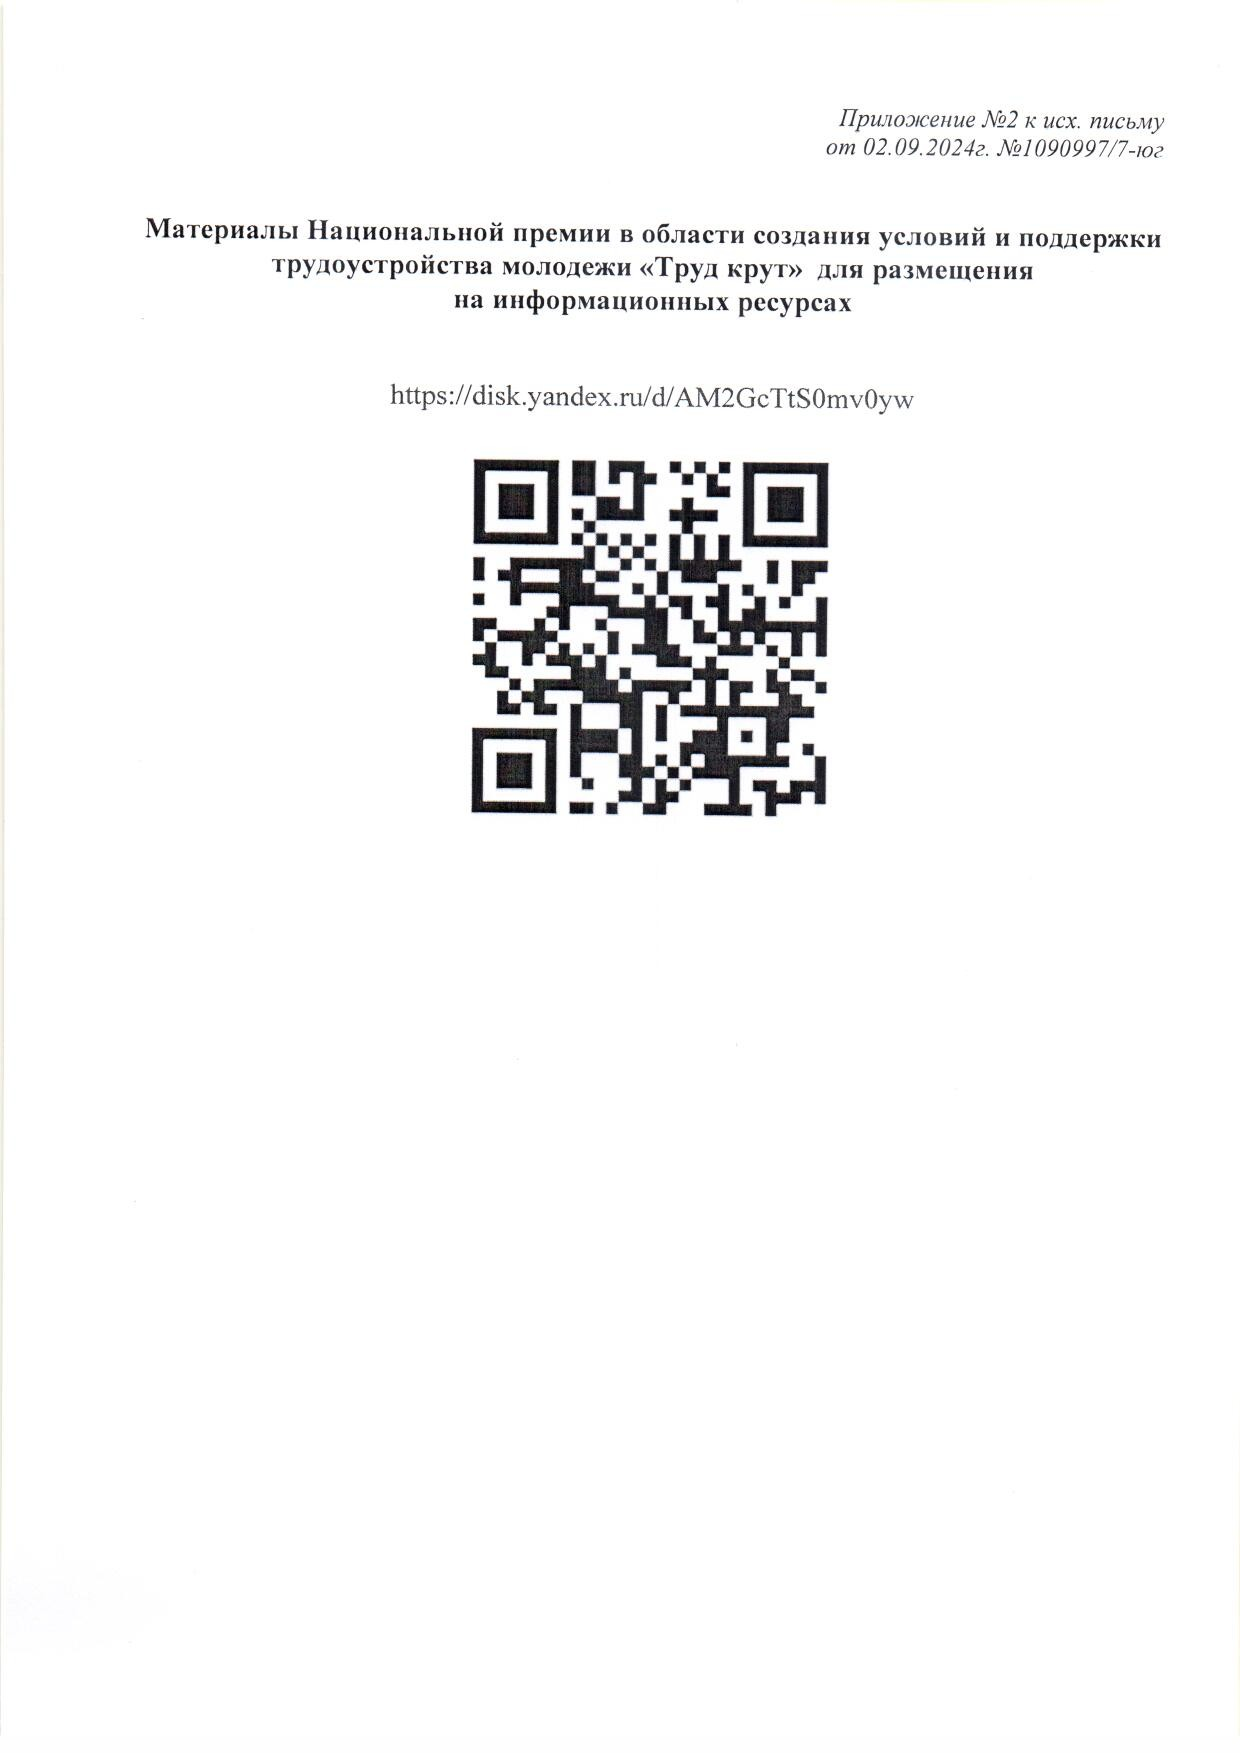 Приложение №2 к исх. письму
от 02.09.2024г. №1090997/7-юг
Материалы Национальной премии в области создания условий и поддержки
трудоустройства молодежи «Труд крут» для размещения
на информационных ресурсах
https://disk.yandex.ru/d/AM2GcTtS0mv0yw